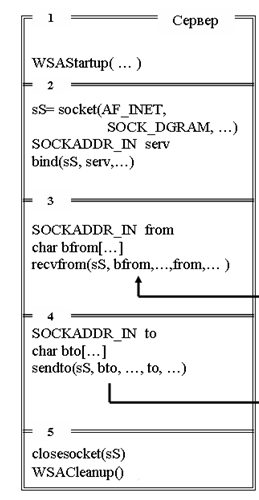 1 Сервер
WSAStartup( … )
2
sS= socket(AF_INET,
SOCK_DGRAM, …)
SOCKADDR_IN serv
bind(sS, serv,…)
3
SOCKADDR_IN from
char bfrom[…]
recvfrom(sS, bfrom,…,from,… )
4
SOCKADDR_IN to
char bto[…]
sendto(sS, bto, …, to, …)
5
closesocket(sS)
WSACleanup()